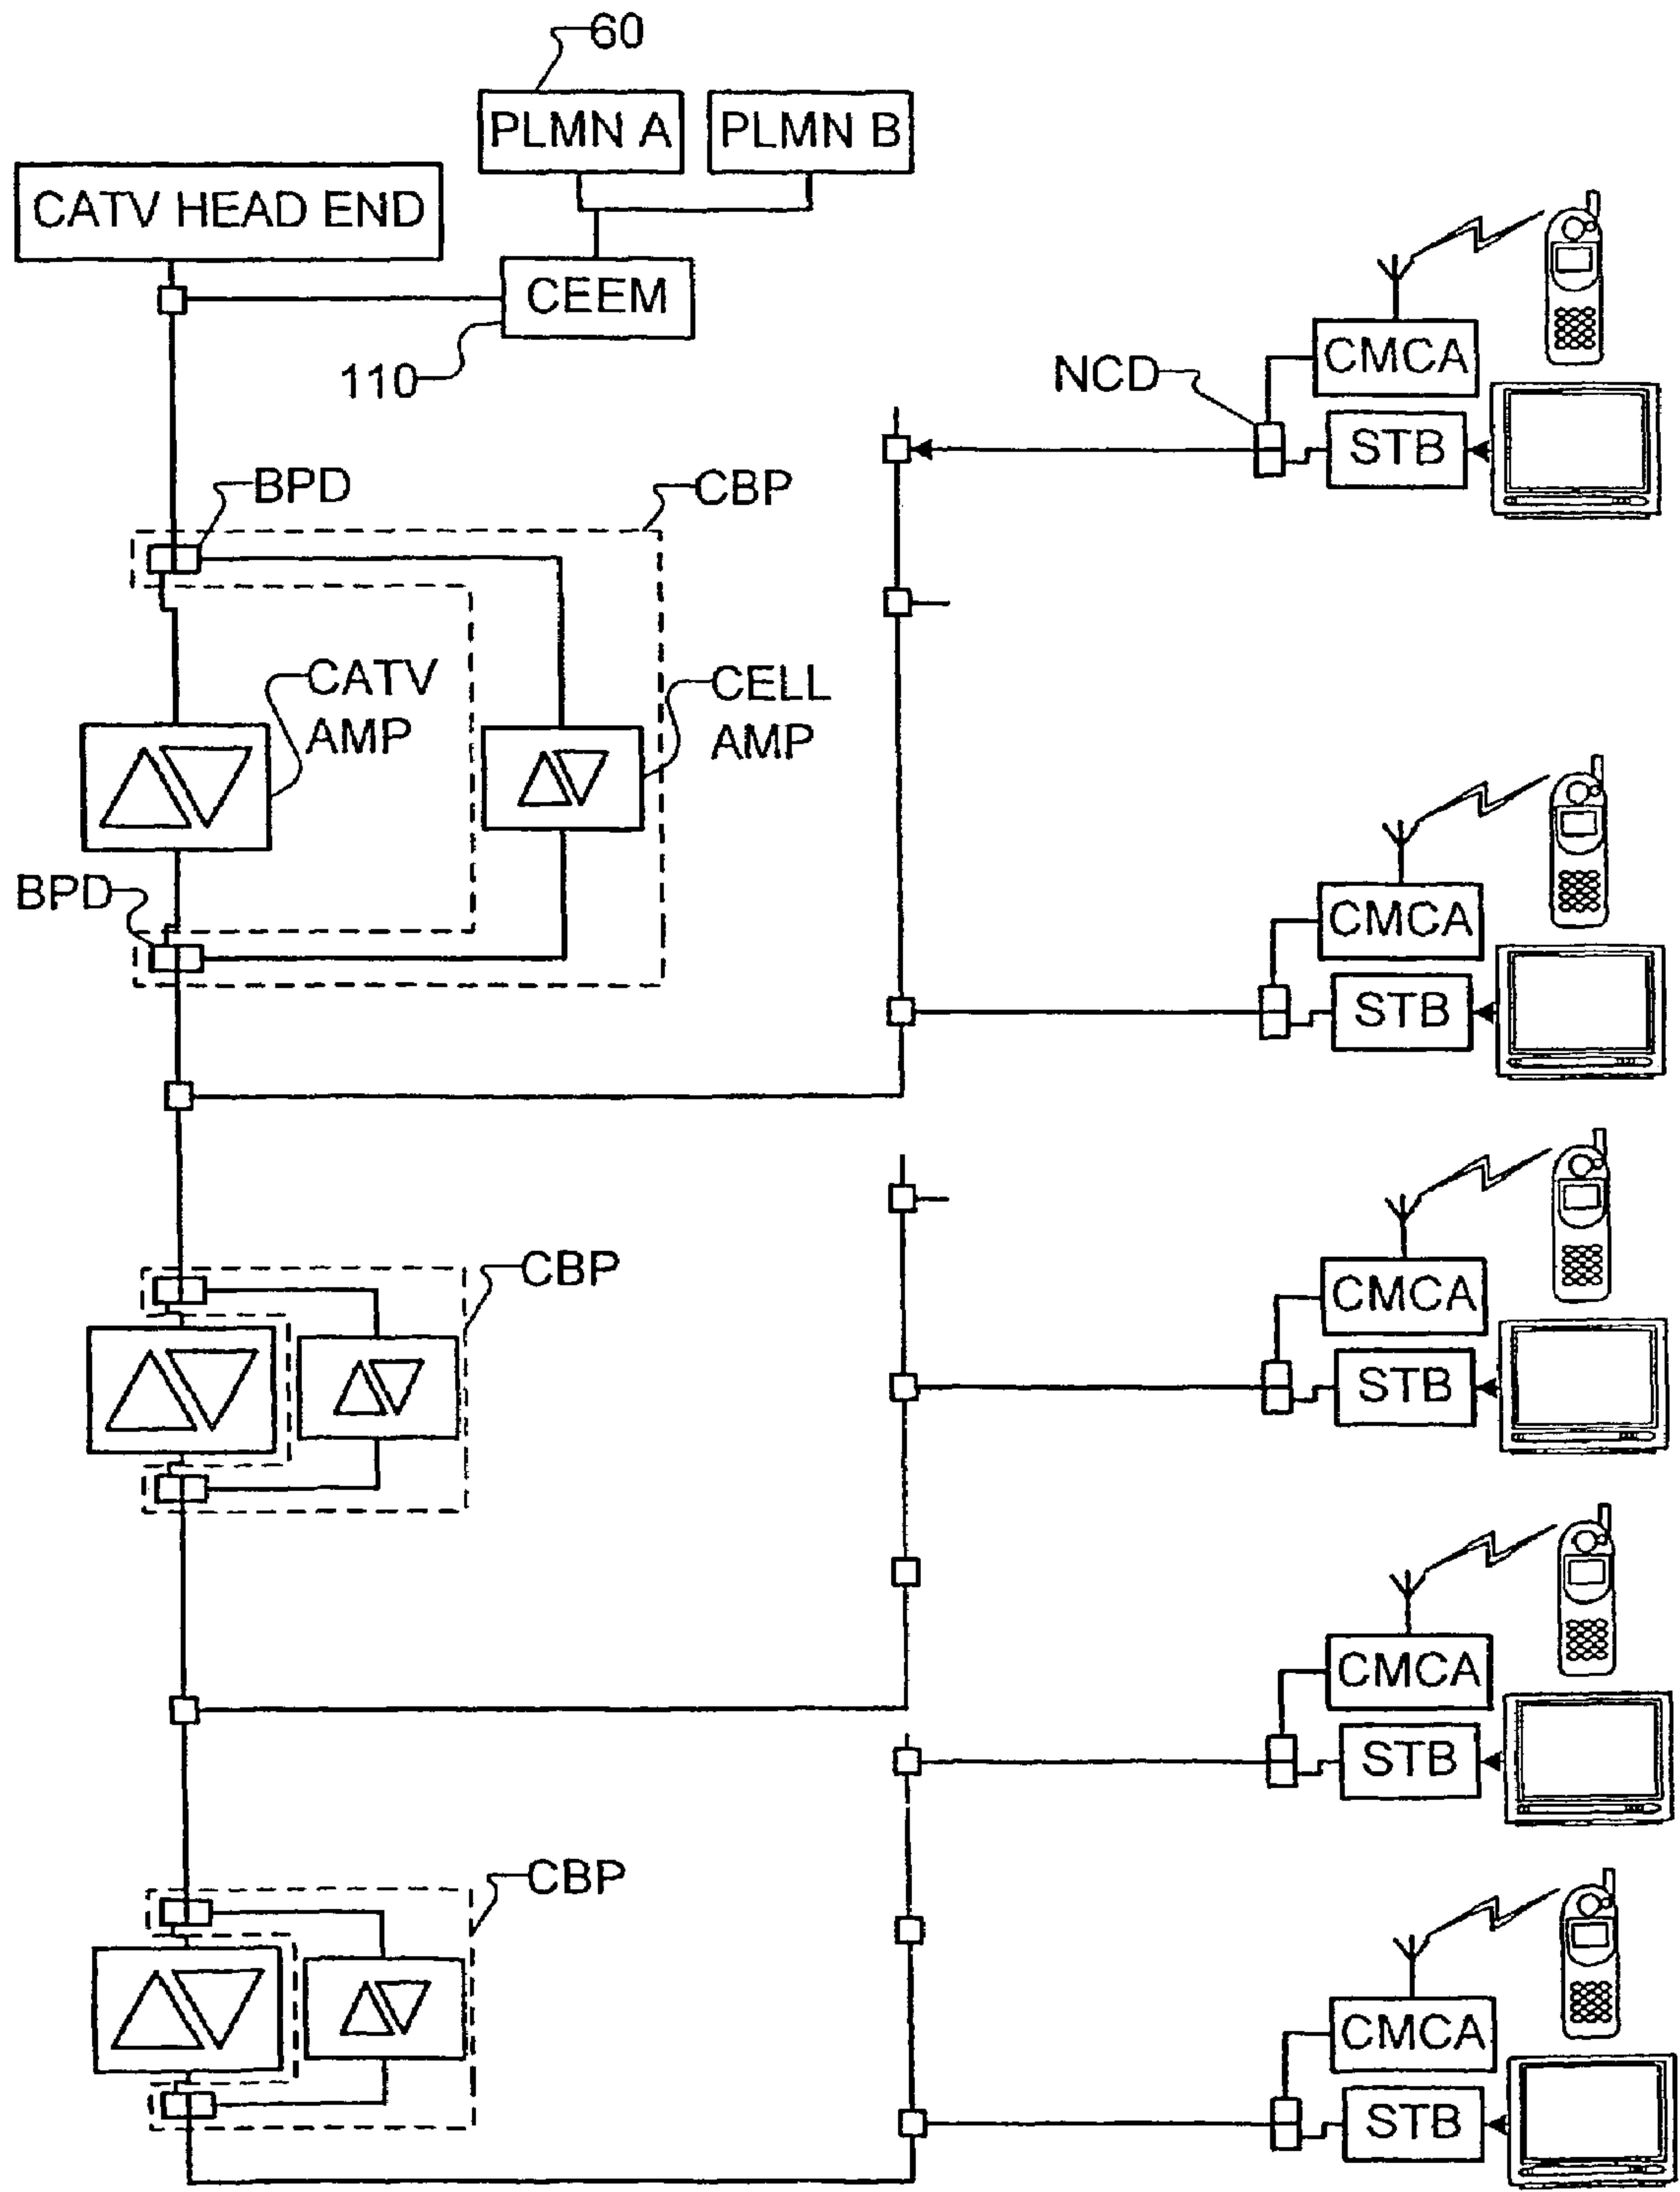 60
PLMN A
PLMN B
CATV HEAD END
CEEM
110
CMCA
NCD
STB
BPD
CBP
CATV
AMP
CELL
AMP
BPD
CMCA
STB
CBP
CMCA
STB
CMCA
STB
CBP
CMCA
STB